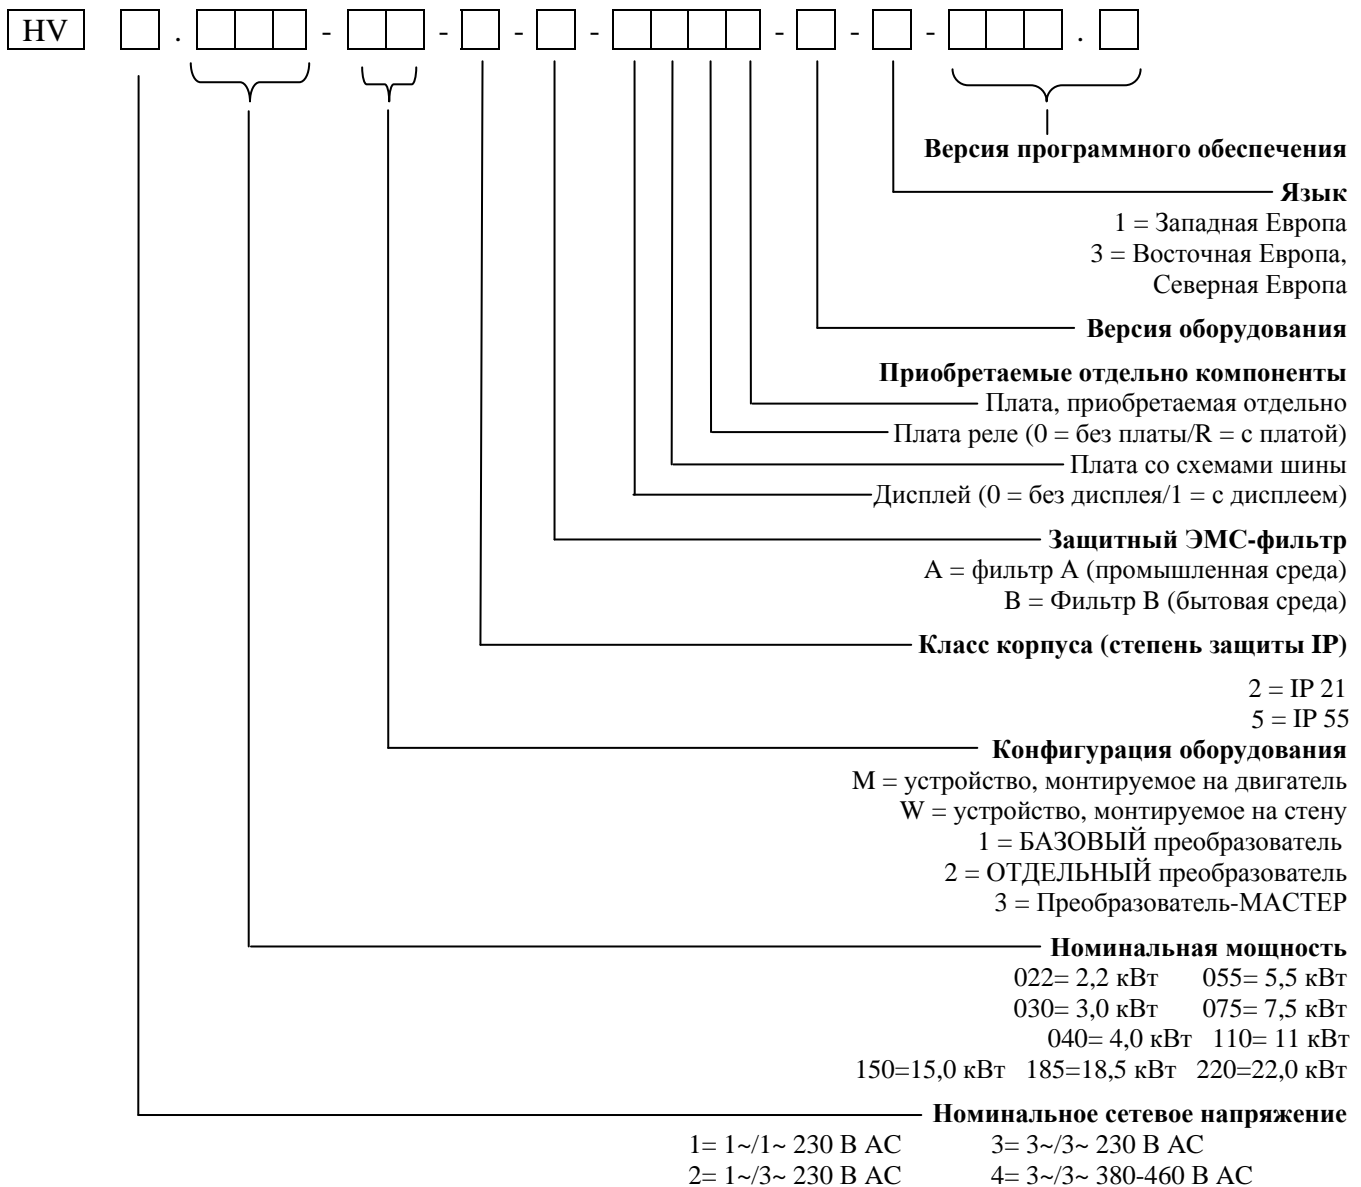 HV . - - - - - - - .
Версия программного обеспечения
Язык
1 = Западная Европа
3 = Восточная Европа,
Северная Европа
Версия оборудования
Приобретаемые отдельно компоненты
Плата, приобретаемая отдельно
Плата реле (0 = без платы/R = с платой)
Плата со схемами шины
Дисплей (0 = без дисплея/1 = с дисплеем)
Защитный ЭМС-фильтр
A = фильтр A (промышленная среда)
B = Фильтр B (бытовая среда)
Класс корпуса (степень защиты IP)
2 = IP 21
5 = IP 55
Конфигурация оборудования
M = устройство, монтируемое на двигатель
W = устройство, монтируемое на стену
1 = БАЗОВЫЙ преобразователь
2 = ОТДЕЛЬНЫЙ преобразователь
3 = Преобразователь-МАСТЕР
Номинальная мощность
022= 2,2 кВт 055= 5,5 кВт
030= 3,0 кВт 075= 7,5 кВт
040= 4,0 кВт 110= 11 кВт
150=15,0 кВт 185=18,5 кВт 220=22,0 кВт
Номинальное сетевое напряжение
1= 1~/1~ 230 В AC 3= 3~/3~ 230 В AC
2= 1~/3~ 230 В AC 4= 3~/3~ 380-460 В AC